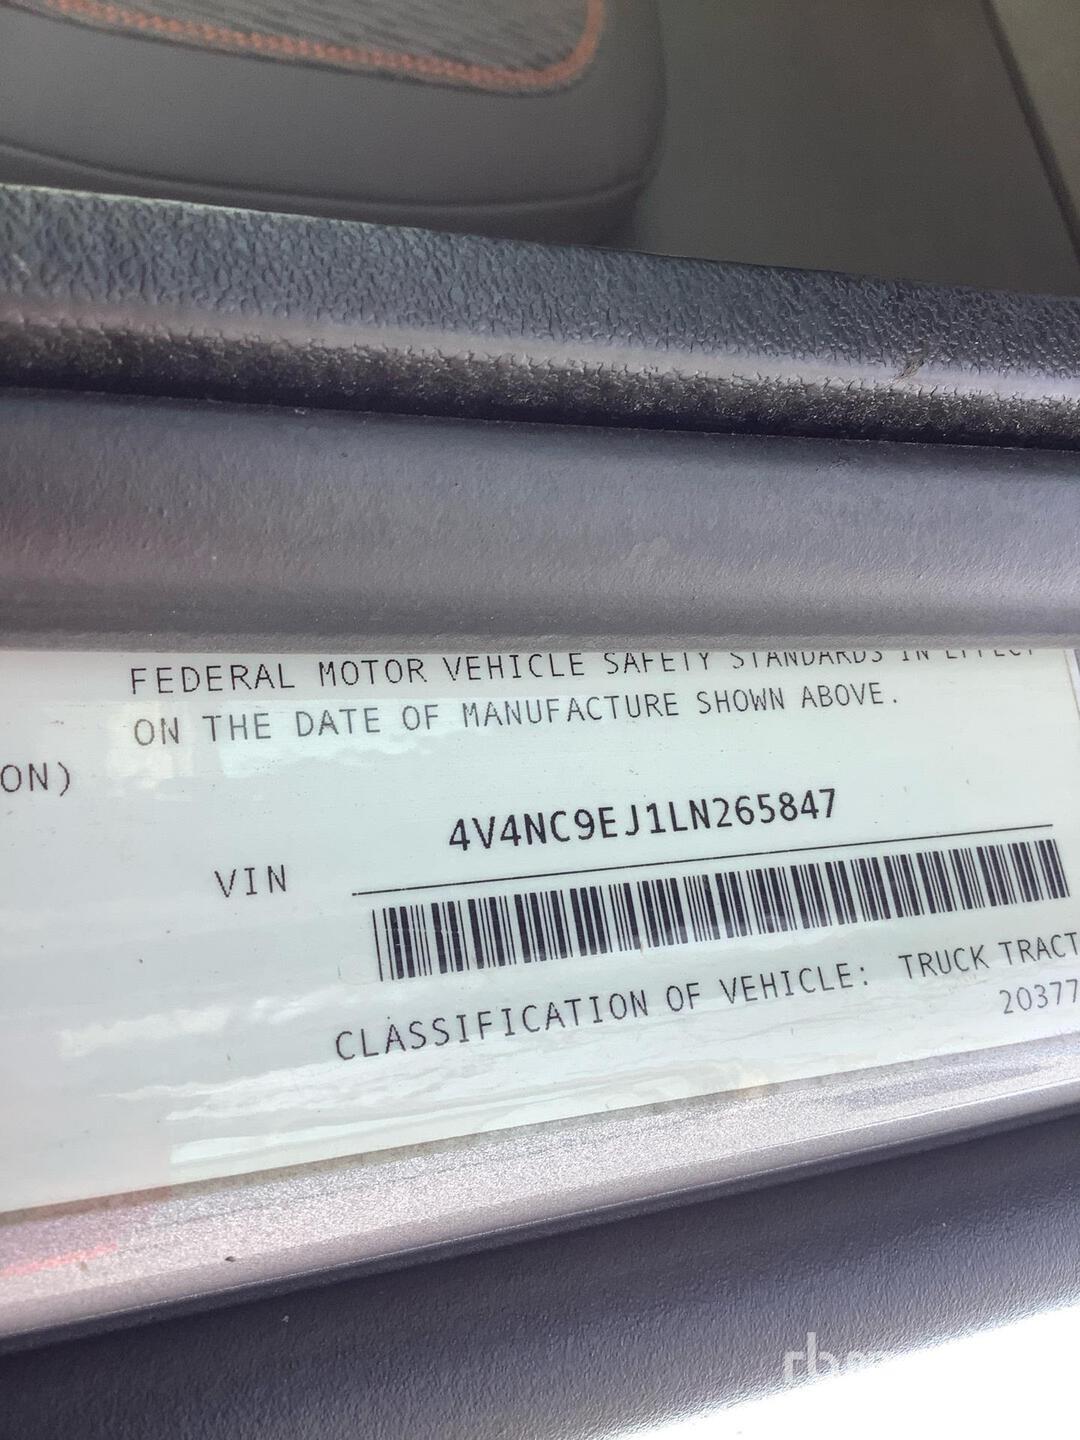 FEDERAL MOTOR VEHICLE SAFETY STANDARDS IN EFFECT
ON THE DATE OF MANUFACTURE SHOWN ABOVE.
ON)
4V4NC9EJ1LN265847
VIN
CLASSIFICATION OF VEHICLE: TRUCK TRACT
20377